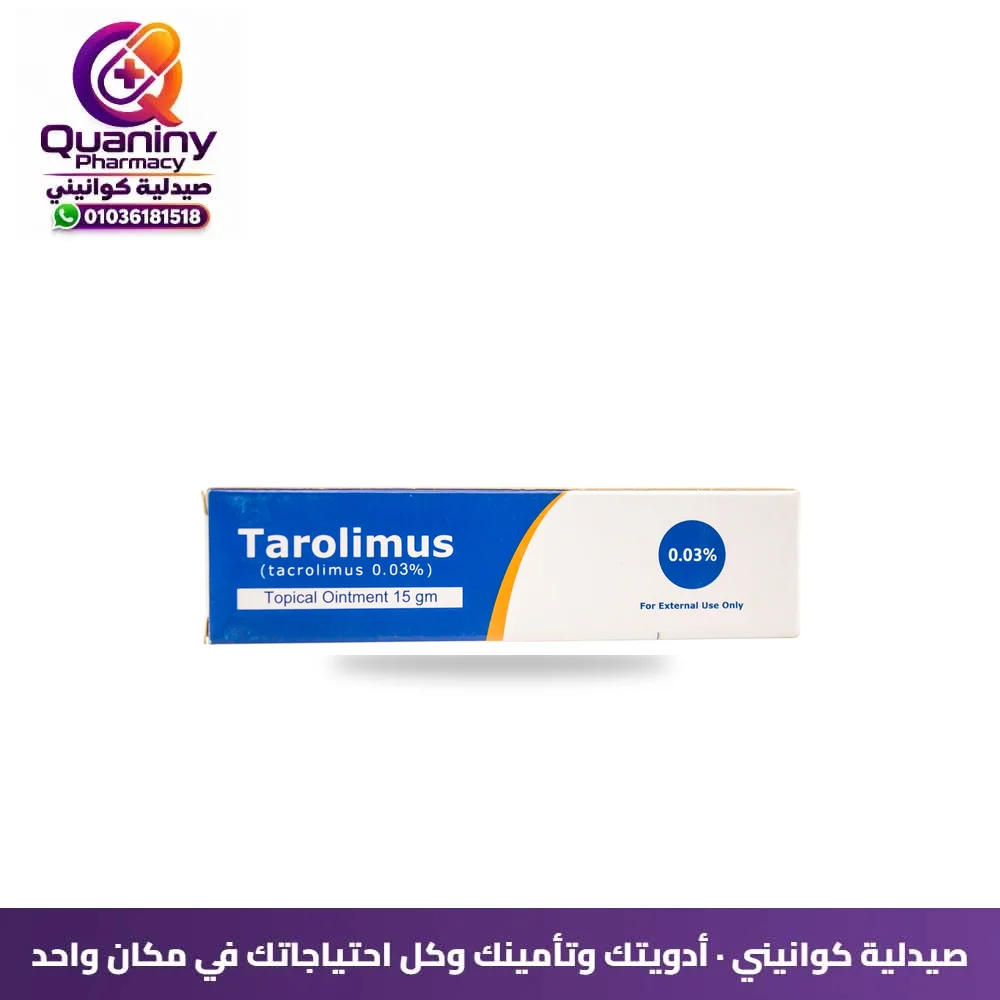 Quaniny
Pharmacy
صيدلية كوانيني
01036181518
Tarolimus
(tacrolimus 0.03%)
Topical Ointment 15 gm
0.03%
For External Use Only
صيدلية كوانيني · أدويتك وتأمينك وكل احتياجاتك في مكان واحد